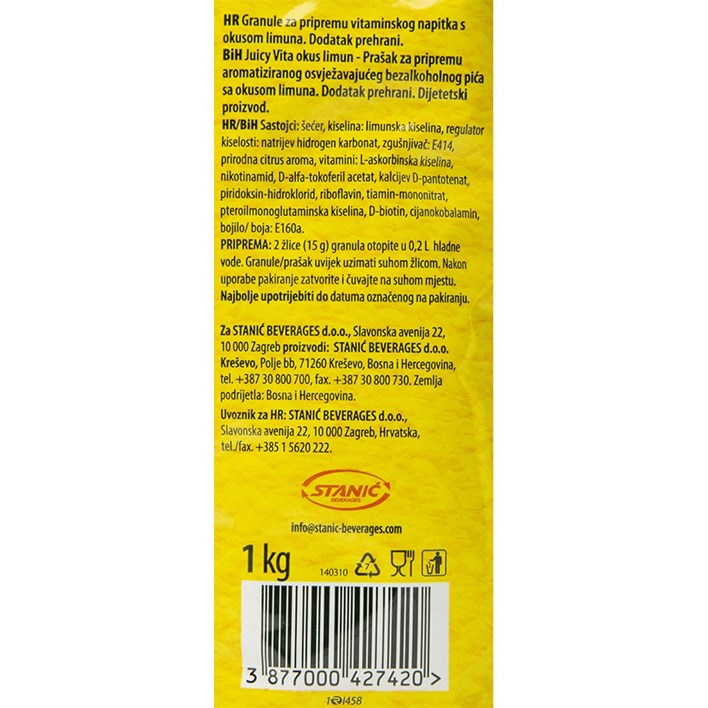 HR Granule za pripremu vitaminskog napitka s
okusom limuna. Dodatak prehrani.
BiH Juicy Vita okus limun - Prašak za pripremu
aromatiziranog osvježavajućeg bezalkoholnog pića
sa okusom limuna. Dodatak prehrani. Dijetetski
proizvod.
HR/BiH Sastojci: šećer, kiselina: limunska kiselina, regulator
kiselosti: natrijev hidrogen karbonat, zgušnjivač: E414,
prirodna citrus aroma, vitamini: L-askorbinska kiselina,
nikotinamid, D-alfa-tokoferil acetat, kalcijev D-pantotenat,
piridoksin-hidroklorid, riboflavin, tiamin-mononitrat,
pteroilmonoglutaminska kiselina, D-biotin, cijanokobalamin,
bojilo/ boja: E160a.
PRIPREMA: 2 žlice (15 g) granula otopite u 0,2 L hladne
vode. Granule/prašak uvijek uzimati suhom žlicom. Nakon
uporabe pakiranje zatvorite i čuvajte na suhom mjestu.
Najbolje upotrijebiti do datuma označenog na pakiranju.
Za STANIĆ BEVERAGES d.o.o., Slavonska avenija 22,
10 000 Zagreb proizvodi: STANIĆ BEVERAGES d.o.o.
Kreševo, Polje bb, 71260 Kreševo, Bosna i Hercegovina,
tel. +387 30 800 700, fax. +387 30 800 730. Zemlja
podrijetla: Bosna i Hercegovina.
Uvoznik za HR: STANIĆ BEVERAGES d.o.o.,
Slavonska avenija 22, 10 000 Zagreb, Hrvatska,
tel./fax. +385 1 5620 222.
STANIĆ
BEVERAGES
info@stanic-beverages.com
1 kg
140310
7
3 877000 427420 >
1 1458